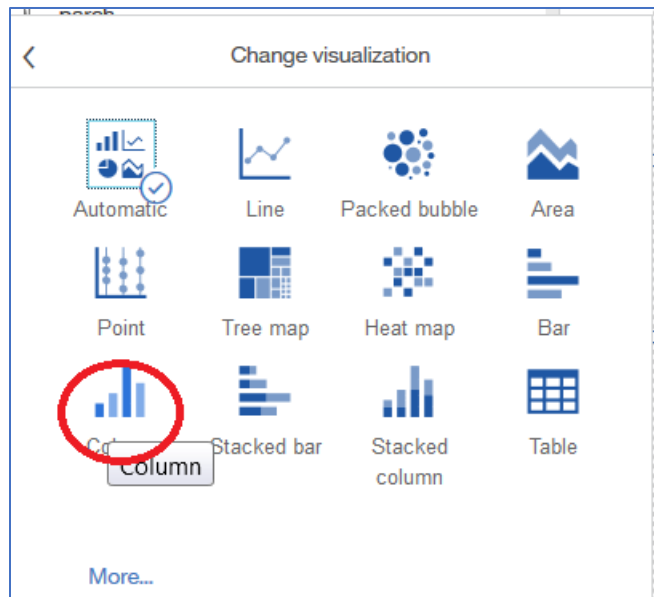 Change visualization
Automatic Line Packed bubble Area
Point Tree map Heat map Bar
Stacked bar Stacked Table
Column column
More...